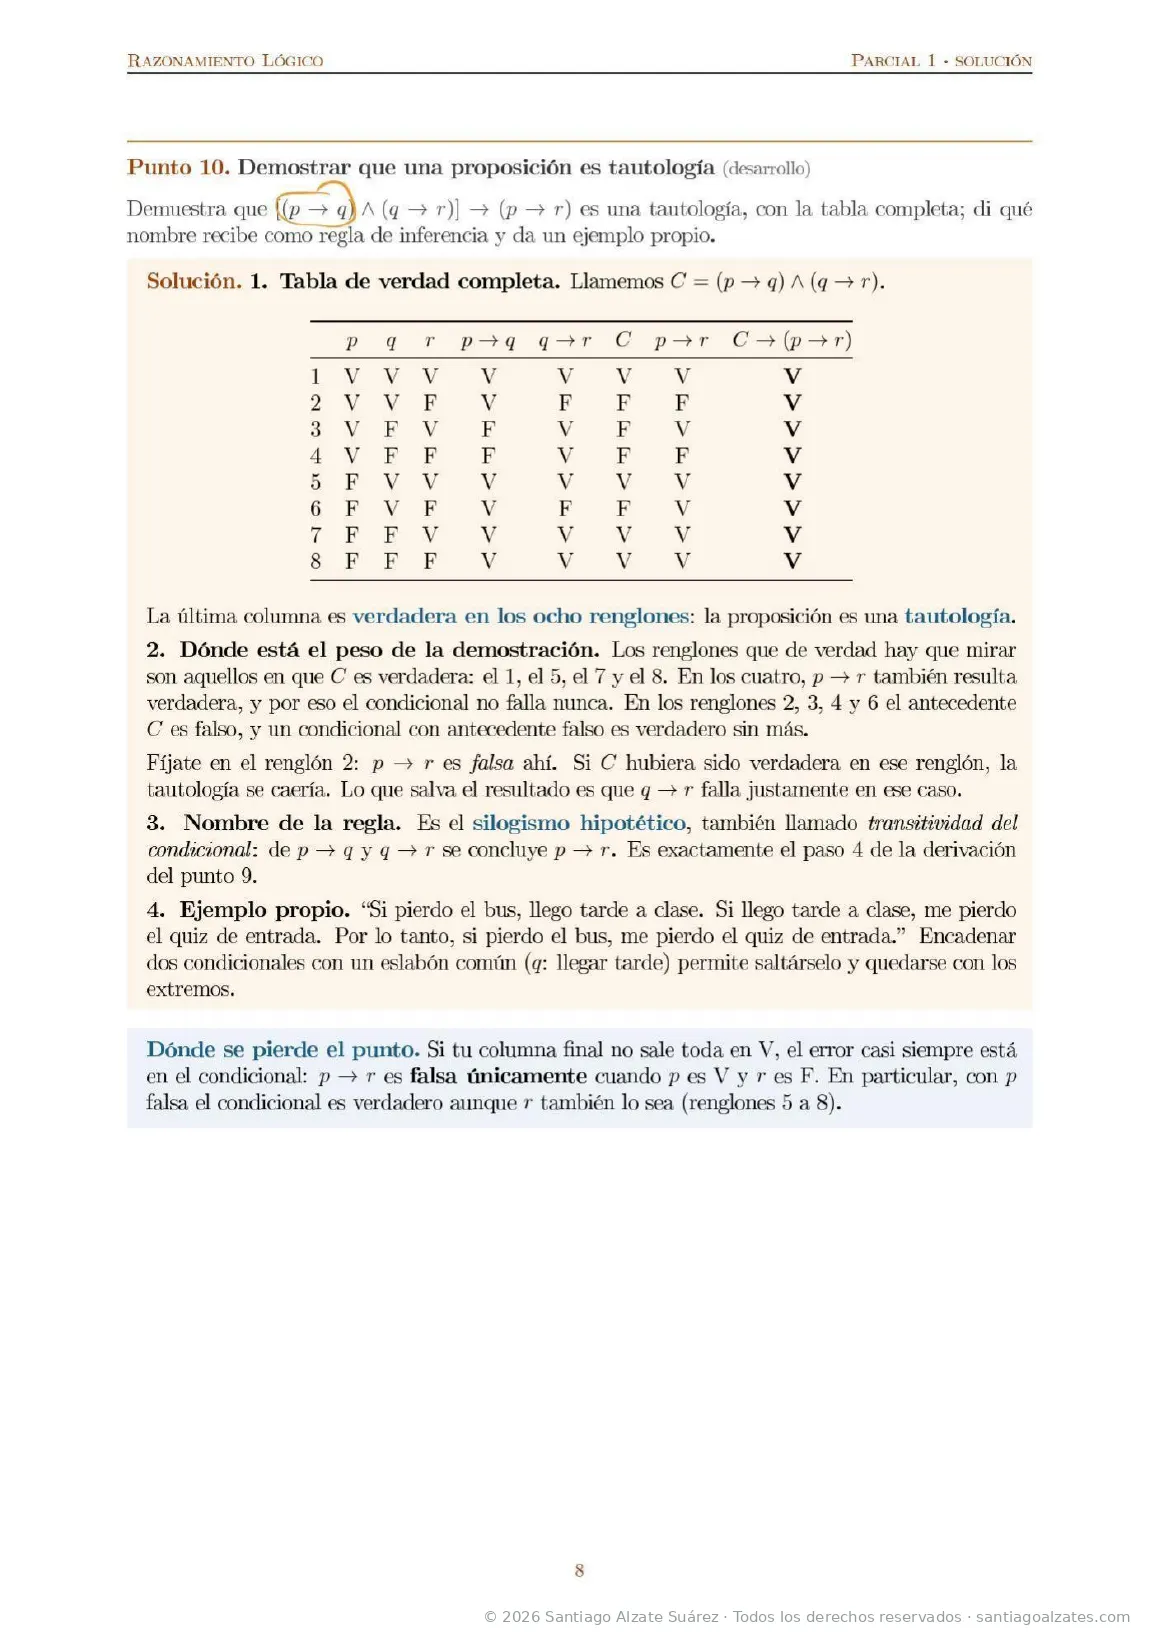 Razonamiento Lógico
Parcial 1 · solución
Punto 10. Demostrar que una proposición es tautología (desarrollo)
Demuestra que [(p → q) ∧ (q → r)] → (p → r) es una tautología, con la tabla completa; di qué
nombre recibe como regla de inferencia y da un ejemplo propio.
Solución. 1. Tabla de verdad completa. Llamemos C = (p → q) ∧ (q → r).
p q r p → q q → r C p → r C → (p → r)
1 V V V V V V V V
2 V V F V F F F V
3 V F V F V F V V
4 V F F F V F F V
5 F V V V V V V V
6 F V F V F F V V
7 F F V V V V V V
8 F F F V V V V V
La última columna es verdadera en los ocho renglones: la proposición es una tautología.
2. Dónde está el peso de la demostración. Los renglones que de verdad hay que mirar
son aquellos en que C es verdadera: el 1, el 5, el 7 y el 8. En los cuatro, p → r también resulta
verdadera, y por eso el condicional no falla nunca. En los renglones 2, 3, 4 y 6 el antecedente
C es falso, y un condicional con antecedente falso es verdadero sin más.
Fíjate en el renglón 2: p → r es falsa ahí. Si C hubiera sido verdadera en ese renglón, la
tautología se caería. Lo que salva el resultado es que q → r falla justamente en ese caso.
3. Nombre de la regla. Es el silogismo hipotético, también llamado transitividad del
condicional: de p → q y q → r se concluye p → r. Es exactamente el paso 4 de la derivación
del punto 9.
4. Ejemplo propio. “Si pierdo el bus, llego tarde a clase. Si llego tarde a clase, me pierdo
el quiz de entrada. Por lo tanto, si pierdo el bus, me pierdo el quiz de entrada.” Encadenar
dos condicionales con un eslabón común (q: llegar tarde) permite saltárselo y quedarse con los
extremos.
Dónde se pierde el punto. Si tu columna final no sale toda en V, el error casi siempre está
en el condicional: p → r es falsa únicamente cuando p es V y r es F. En particular, con p
falsa el condicional es verdadero aunque r también lo sea (renglones 5 a 8).
8
© 2026 Santiago Alzate Suárez · Todos los derechos reservados · santiagoalzates.com